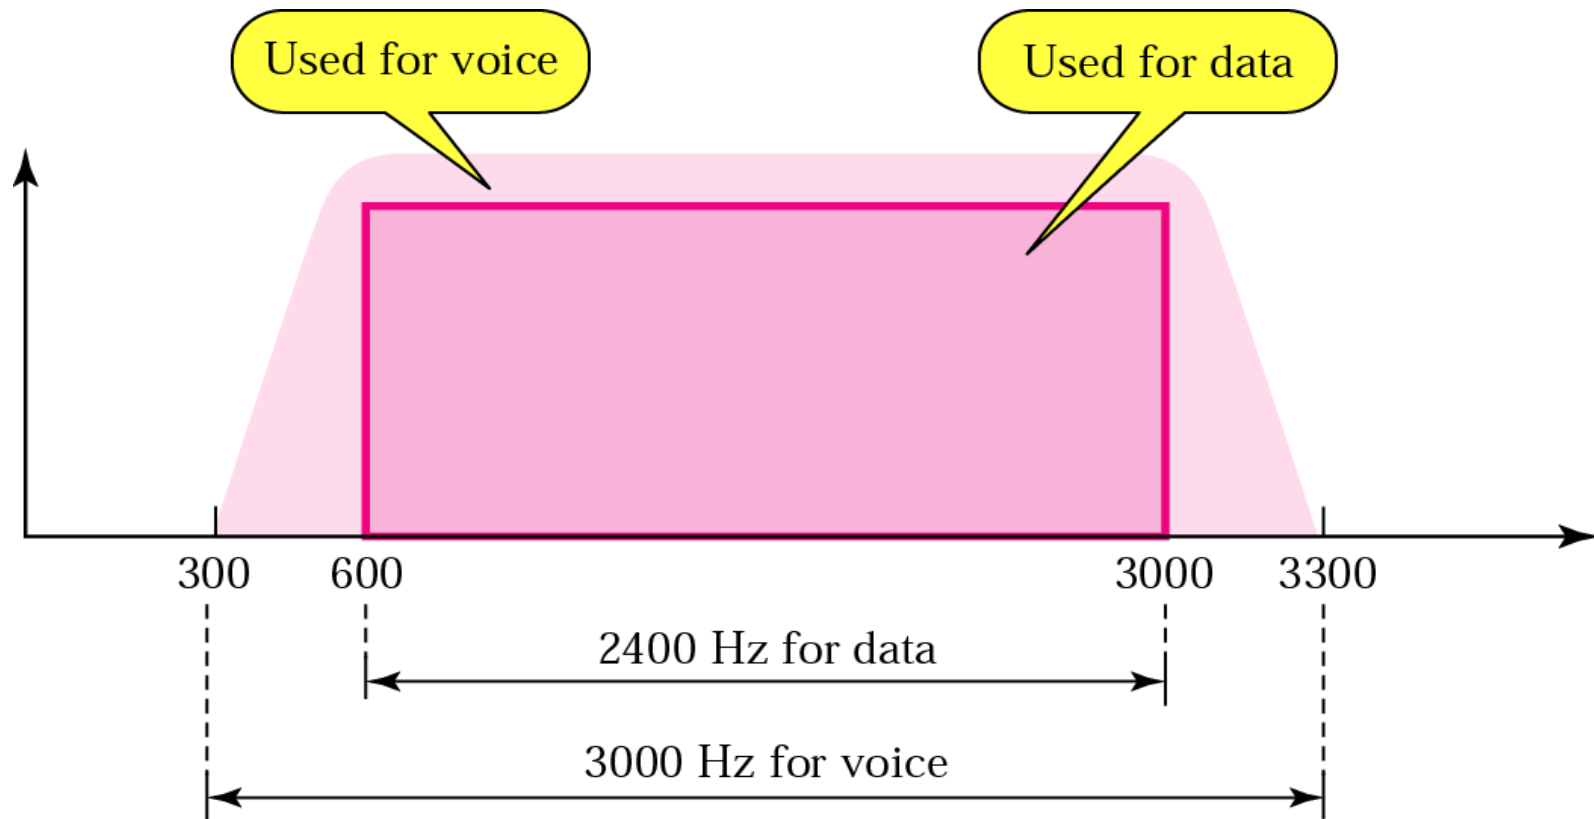 Used for voice
Used for data
300
600
3000
3300
2400 Hz for data
3000 Hz for voice